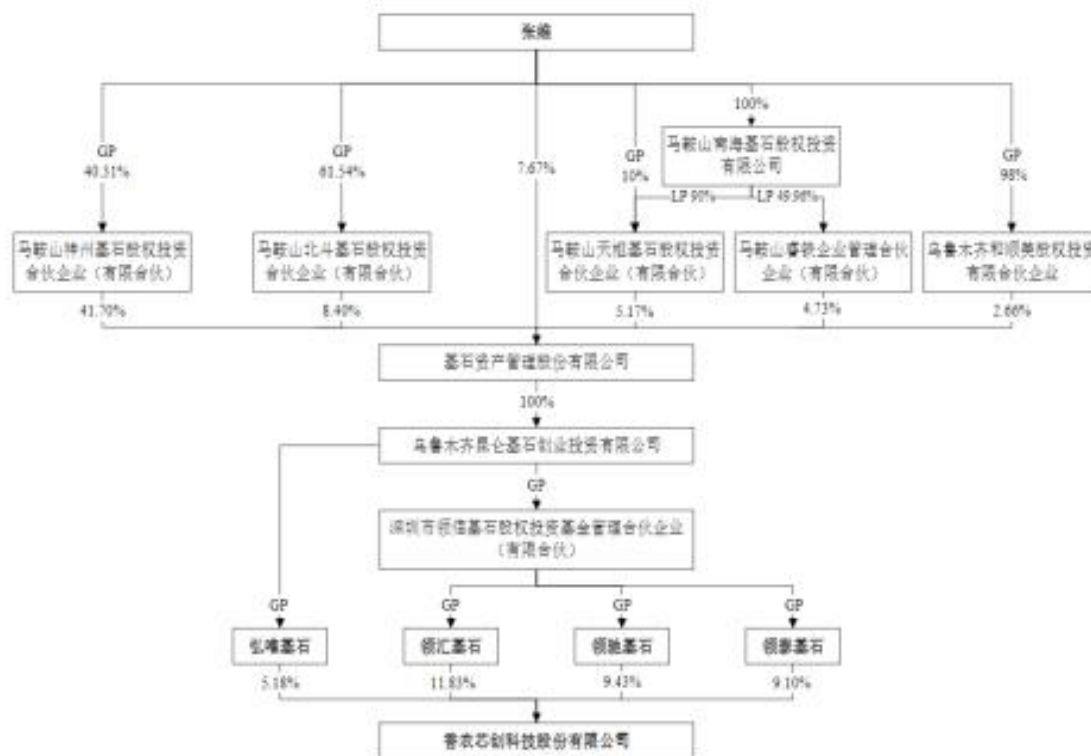 张维
100%
GP
40.31%
GP
61.54%
7.67%
GP
10%
马鞍山南海基石股权投资
有限公司
GP
98%
LP 90%
LP 49.96%
马鞍山神州基石股权投资
合伙企业（有限合伙）
马鞍山北斗基石股权投资
合伙企业（有限合伙）
马鞍山天枢基石股权投资
合伙企业（有限合伙）
马鞍山睿铁企业管理合伙
企业（有限合伙）
乌鲁木齐和顺美股权投资
有限合伙企业
41.70%
8.40%
5.17%
4.73%
2.66%
基石资产管理股份有限公司
100%
乌鲁木齐昆仑基石创业投资有限公司
GP
深圳市领信基石股权投资基金管理合伙企业
（有限合伙）
GP
GP
GP
GP
弘唯基石
领汇基石
领驰基石
领泰基石
5.18%
11.83%
9.43%
9.10%
香农芯创科技股份有限公司